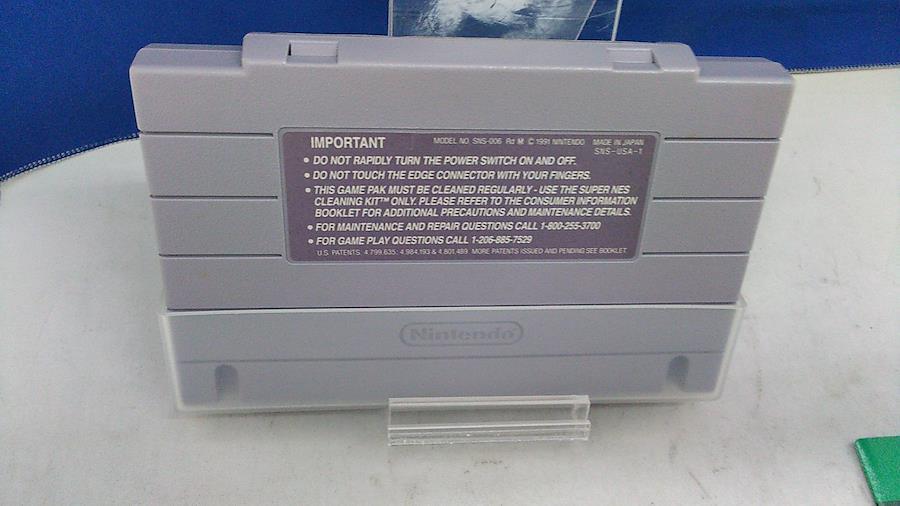 IMPORTANT MODEL NO. SNS-006 Rd M © 1991 NINTENDO MADE IN JAPAN
SNS-USA-1
• DO NOT RAPIDLY TURN THE POWER SWITCH ON AND OFF.
• DO NOT TOUCH THE EDGE CONNECTOR WITH YOUR FINGERS.
• THIS GAME PAK MUST BE CLEANED REGULARLY - USE THE SUPER NES
CLEANING KIT™ ONLY. PLEASE REFER TO THE CONSUMER INFORMATION
BOOKLET FOR ADDITIONAL PRECAUTIONS AND MAINTENANCE DETAILS.
• FOR MAINTENANCE AND REPAIR QUESTIONS CALL 1-800-255-3700
• FOR GAME PLAY QUESTIONS CALL 1-206-885-7529
U.S. PATENTS: 4,799,635; 4,984,193 & 4,801,489 MORE PATENTS ISSUED AND PENDING SEE BOOKLET
Nintendo